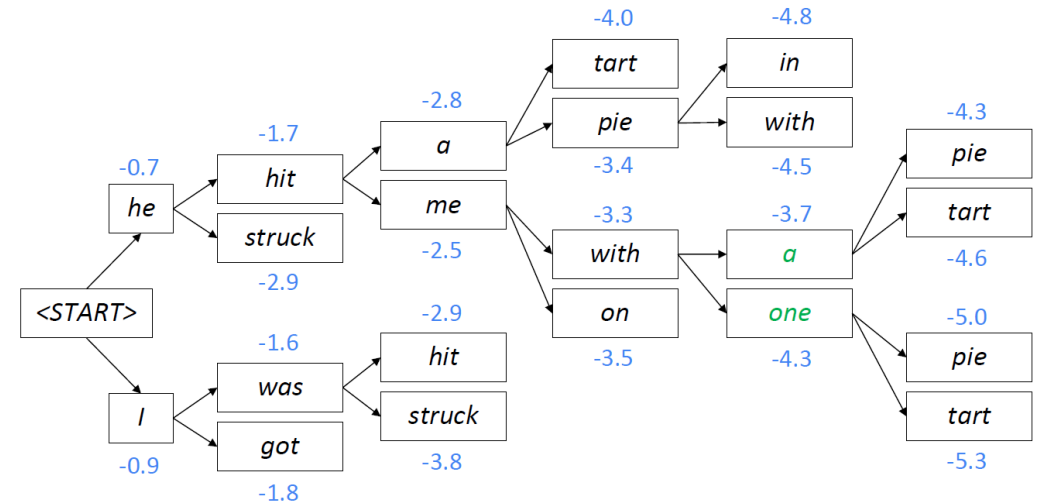 -4.0
-4.8
tart
in
-2.8
-1.7
a
pie
with
-4.3
-0.7
hit
-3.4
-4.5
pie
he
me
-3.3
-3.7
tart
struck
-2.5
with
a
-4.6
-2.9
<START>
-2.9
on
one
-5.0
-1.6
hit
-3.5
-4.3
pie
was
I
struck
tart
got
-0.9
-3.8
-5.3
-1.8